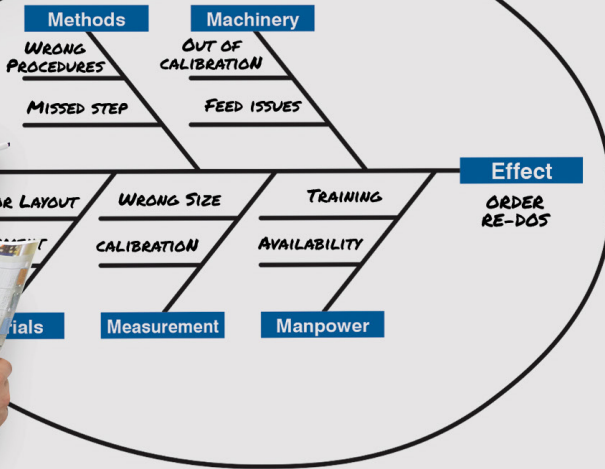 Methods
Machinery
WRONG
PROCEDURES
OUT OF
CALIBRATION
MISSED STEP
FEED ISSUES
Effect
ORDER
RE-DOS
LAYOUT
WRONG SIZE
TRAINING
CALIBRATION
AVAILABILITY
Measurement
Manpower